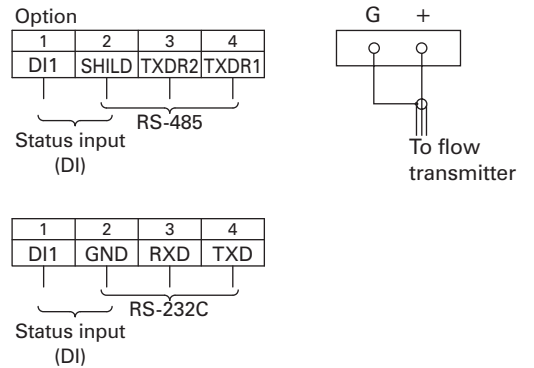 Option
1 2 3 4
DI1 SHILD TXDR2 TXDR1
RS-485
Status input
(DI)
G +
To flow
transmitter
1 2 3 4
DI1 GND RXD TXD
RS-232C
Status input
(DI)